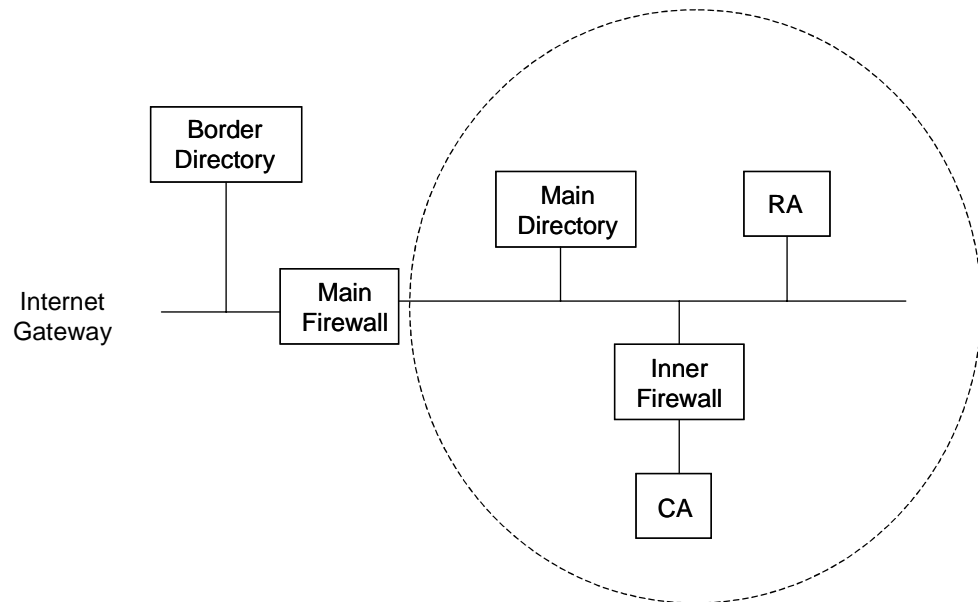 Border
Directory
Main
Directory
RA
Internet
Gateway
Main
Firewall
Inner
Firewall
CA